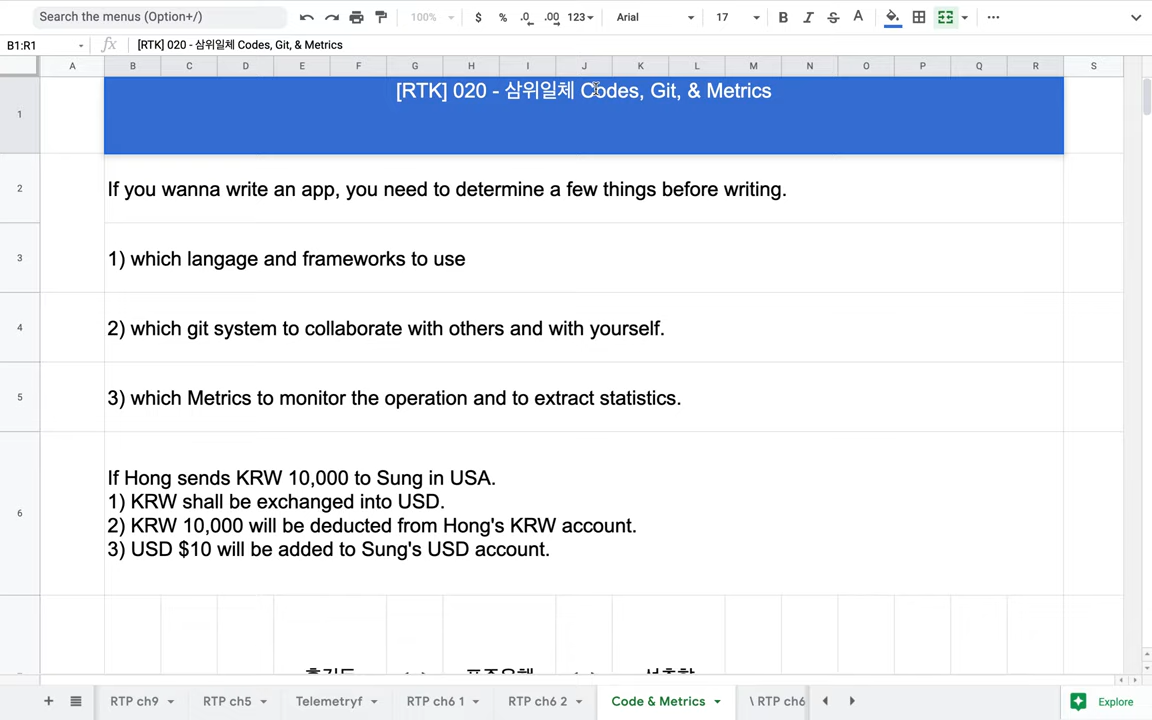 Search the menus (Option+/)
100%
$ % .0 .00 123
Arial
17
B I S A
B1:R1
fx
[RTK] 020 - 삼위일체 Codes, Git, & Metrics
A B C D E F G H I J K L M N O P Q R S
1
[RTK] 020 - 삼위일체 Codes, Git, & Metrics
2
If you wanna write an app, you need to determine a few things before writing.
3
1) which langage and frameworks to use
4
2) which git system to collaborate with others and with yourself.
5
3) which Metrics to monitor the operation and to extract statistics.
6
If Hong sends KRW 10,000 to Sung in USA.
1) KRW shall be exchanged into USD.
2) KRW 10,000 will be deducted from Hong's KRW account.
3) USD $10 will be added to Sung's USD account.
RTP ch9
RTP ch5
Telemetryf
RTP ch6 1
RTP ch6 2
Code & Metrics
\ RTP ch6
Explore